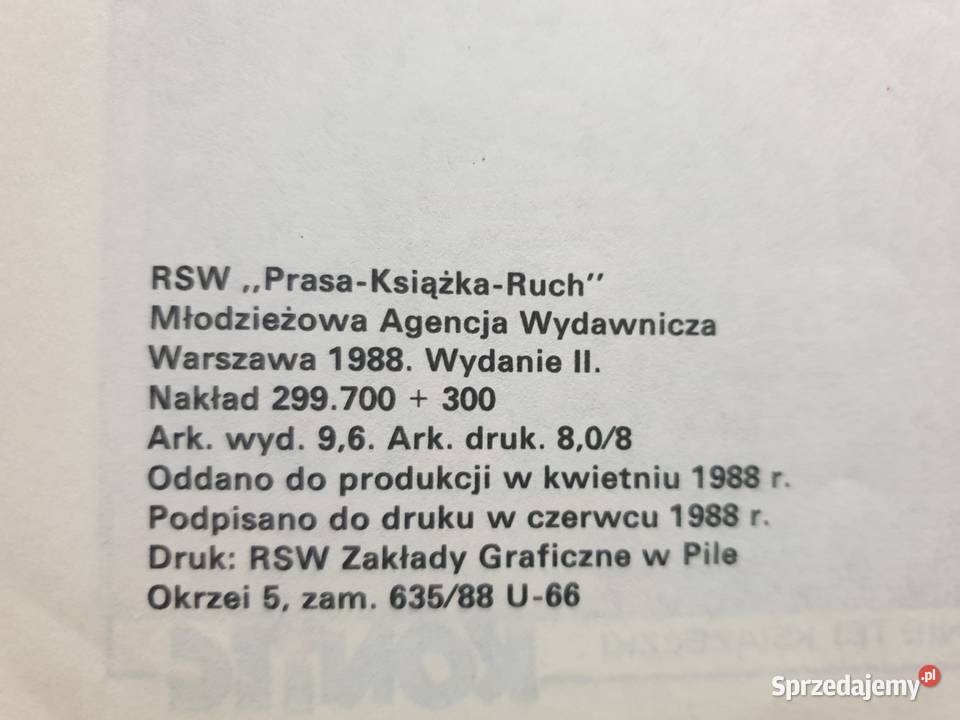 RSW „Prasa-Książka-Ruch”
Młodzieżowa Agencja Wydawnicza
Warszawa 1988. Wydanie II.
Nakład 299.700 + 300
Ark. wyd. 9,6. Ark. druk. 8,0/8
Oddano do produkcji w kwietniu 1988 r.
Podpisano do druku w czerwcu 1988 r.
Druk: RSW Zakłady Graficzne w Pile
Okrzei 5, zam. 635/88 U-66
Sprzedajemy.pl